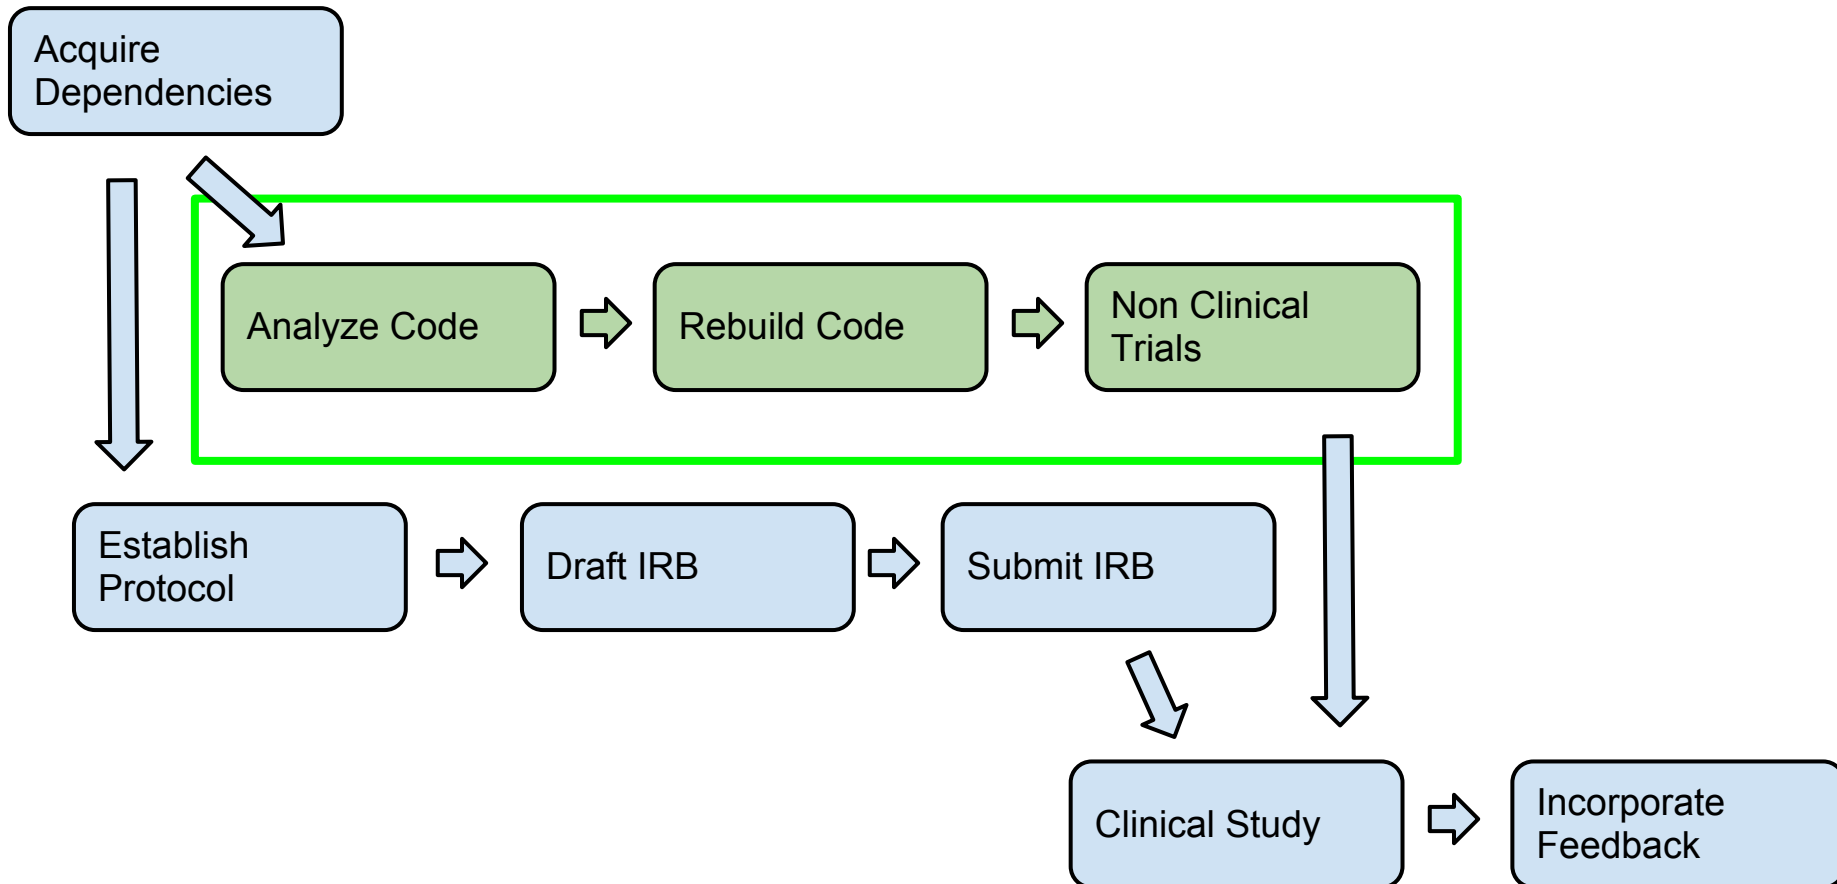 Acquire
Dependencies
Analyze Code
Rebuild Code
Non Clinical
Trials
Establish
Protocol
Draft IRB
Submit IRB
Clinical Study
Incorporate
Feedback